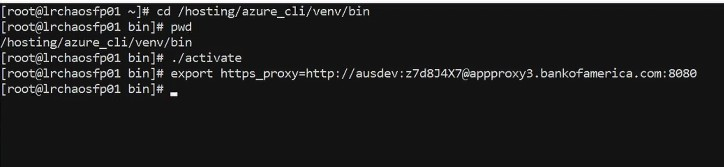 [root@lrchaosfp01 ~]# cd /hosting/azure_cli/venv/bin
[root@lrchaosfp01 bin]# pwd
/hosting/azure_cli/venv/bin
[root@lrchaosfp01 bin]# ./activate
[root@lrchaosfp01 bin]# export https_proxy=http://ausdev:z7d8J4X7@appproxy3.bankofamerica.com:8080
[root@lrchaosfp01 bin]#